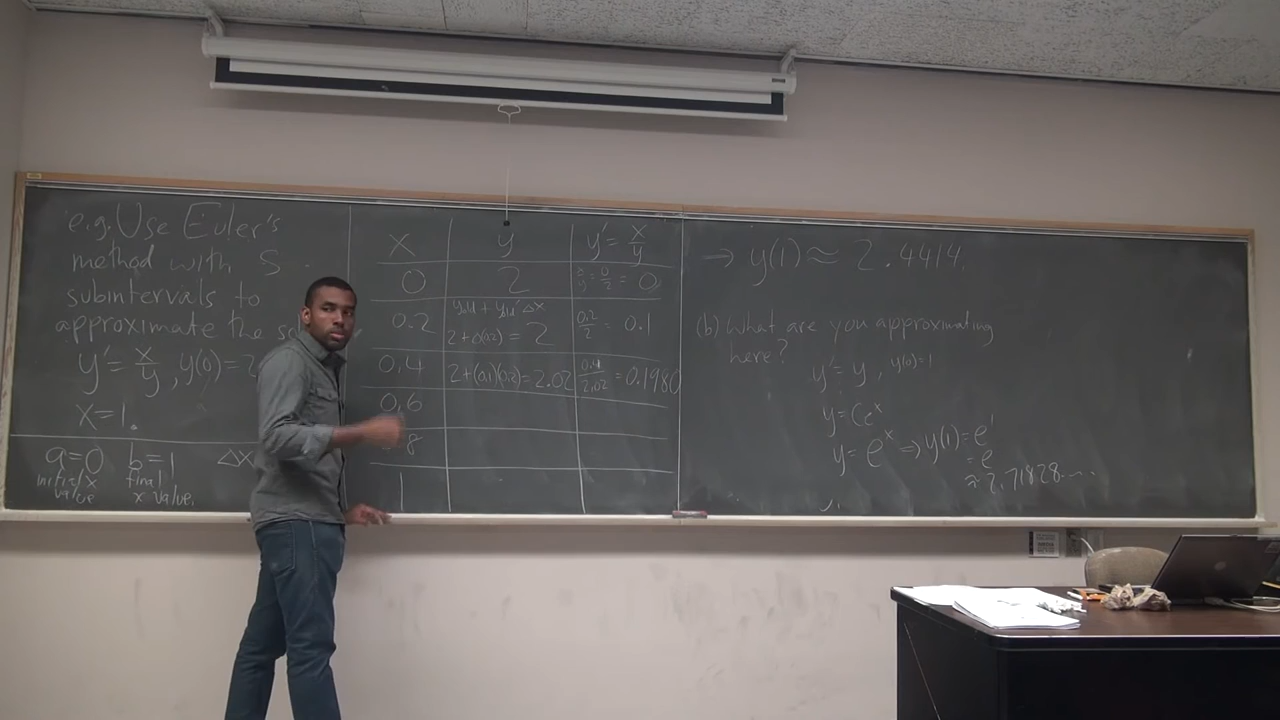 e.g. Use Euler's
method with 5
subintervals to
approximate the
y' = x/y, y(0)=2
x=1.
a=0 b=1 Δx
initial x value final x value.
x y y' = x/y
0 2 x/y = 0/2 = 0
y_old + y'_old Δx
0.2 2+0(0.2) = 2 0.2/2 = 0.1
0.4 2+(0.1)(0.2)=2.02 0.4/2.02 = 0.1980
0.6
8
1
→ y(1) ≈ 2.4414.
(b) What are you approximating
here?
y' = y, y(0)=1
y=Ce^x
y = e^x ⇒ y(1)=e^1
= e
≈ 2.71828....